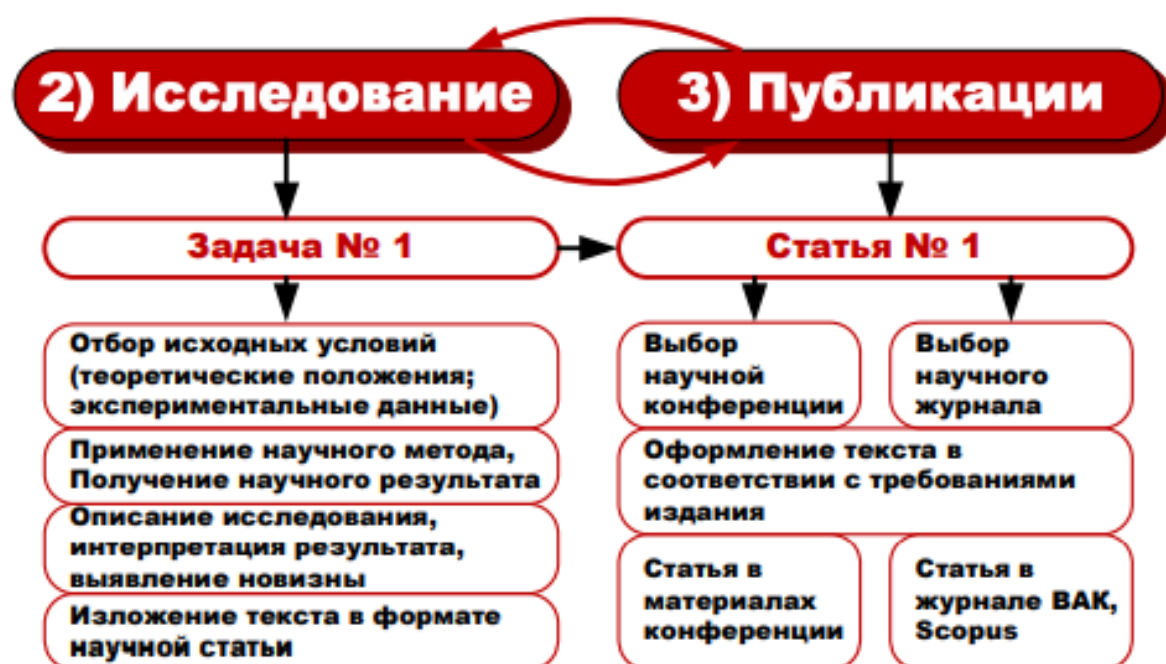 2) Исследование
3) Публикации
Задача № 1
Статья № 1
Отбор исходных условий
(теоретические положения;
экспериментальные данные)
Применение научного метода,
Получение научного результата
Описание исследования,
интерпретация результата,
выявление новизны
Изложение текста в формате
научной статьи
Выбор
научной
конференции
Выбор
научного
журнала
Оформление текста в
соответствии с требованиями
издания
Статья в
материалах
конференции
Статья в
журнале ВАК,
Scopus